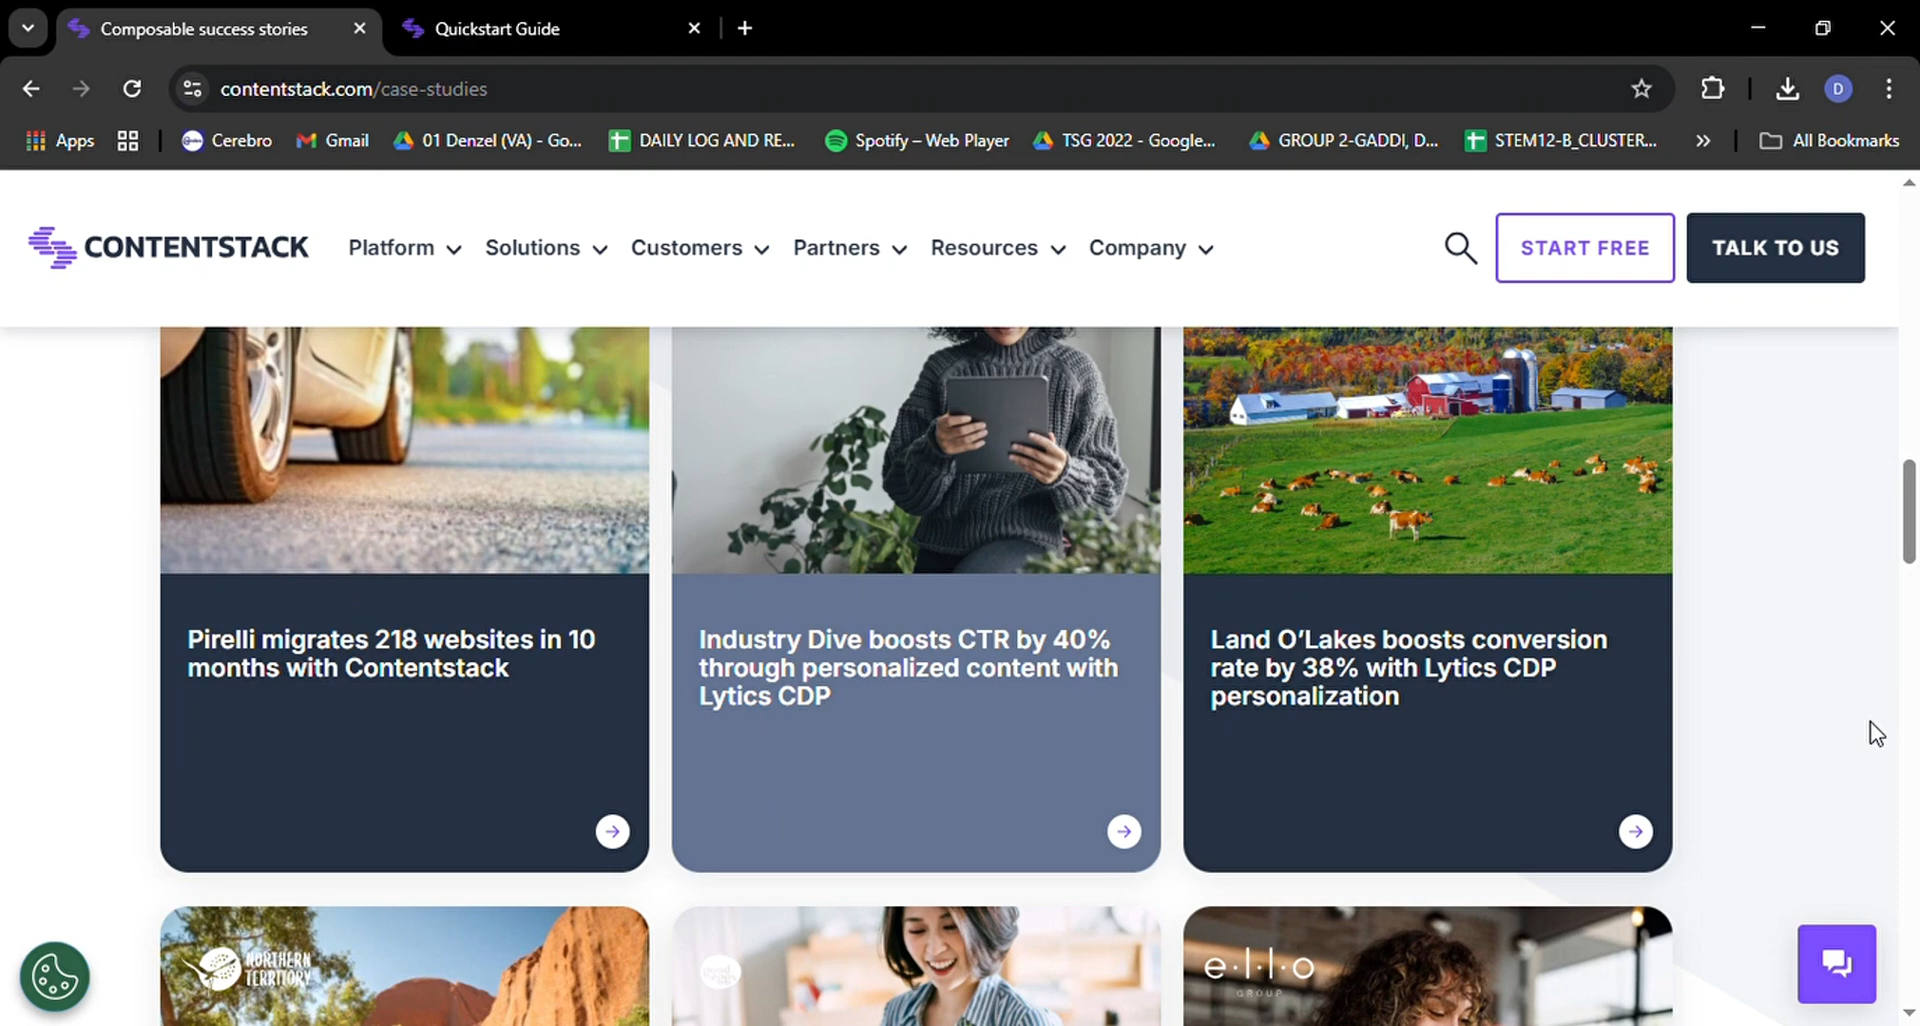 Composable success stories
Quickstart Guide
contentstack.com/case-studies
D
Apps
Cerebro
Gmail
01 Denzel (VA) - Go...
DAILY LOG AND RE...
Spotify – Web Player
TSG 2022 - Google...
GROUP 2-GADDI, D...
STEM12-B_CLUSTER...
All Bookmarks
CONTENTSTACK
Platform
Solutions
Customers
Partners
Resources
Company
START FREE
TALK TO US
Pirelli migrates 218 websites in 10
months with Contentstack
Industry Dive boosts CTR by 40%
through personalized content with
Lytics CDP
Land O’Lakes boosts conversion
rate by 38% with Lytics CDP
personalization
NORTHERN
TERRITORY
e·l·l·o
GROUP